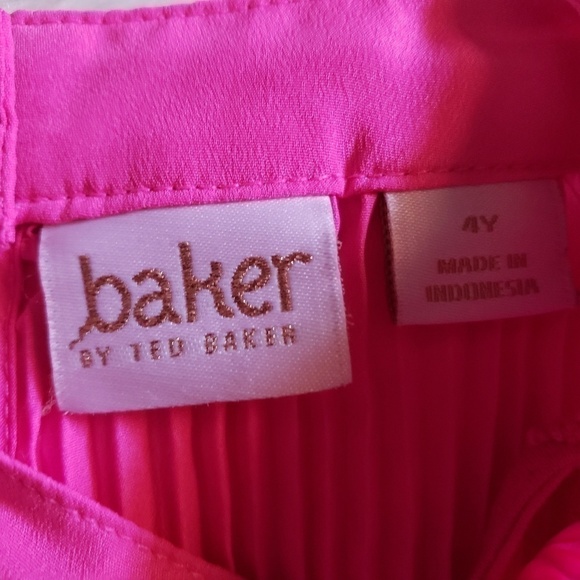 baker
BY TED BAKER
4Y
MADE IN
INDONESIA